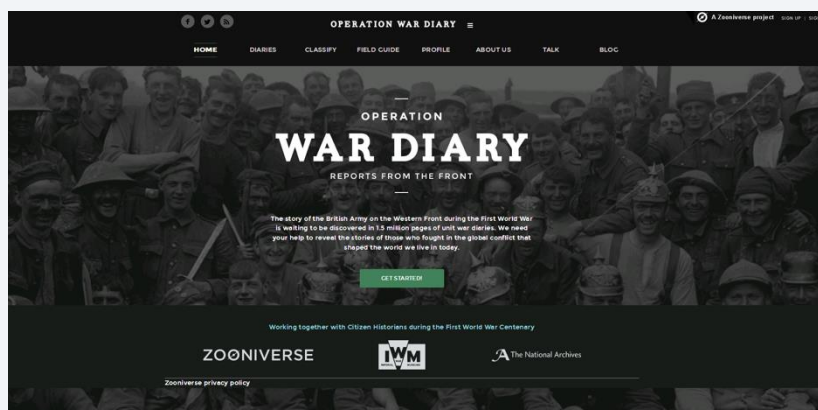 OPERATION WAR DIARY
A Zooniverse project SIGN UP
HOME DIARIES CLASSIFY FIELD GUIDE PROFILE ABOUT US TALK BLOG
OPERATION
WAR DIARY
REPORTS FROM THE FRONT
The story of the British Army on the Western Front during the First World War
is waiting to be discovered in 1.5 million pages of unit war diaries. We need
your help to reveal the stories of those who fought in the global conflict that
shaped the world we live in today.
GET STARTED!
Working together with Citizen Historians during the First World War Centenary
ZOONIVERSE
IWM
The National Archives
Zooniverse privacy policy